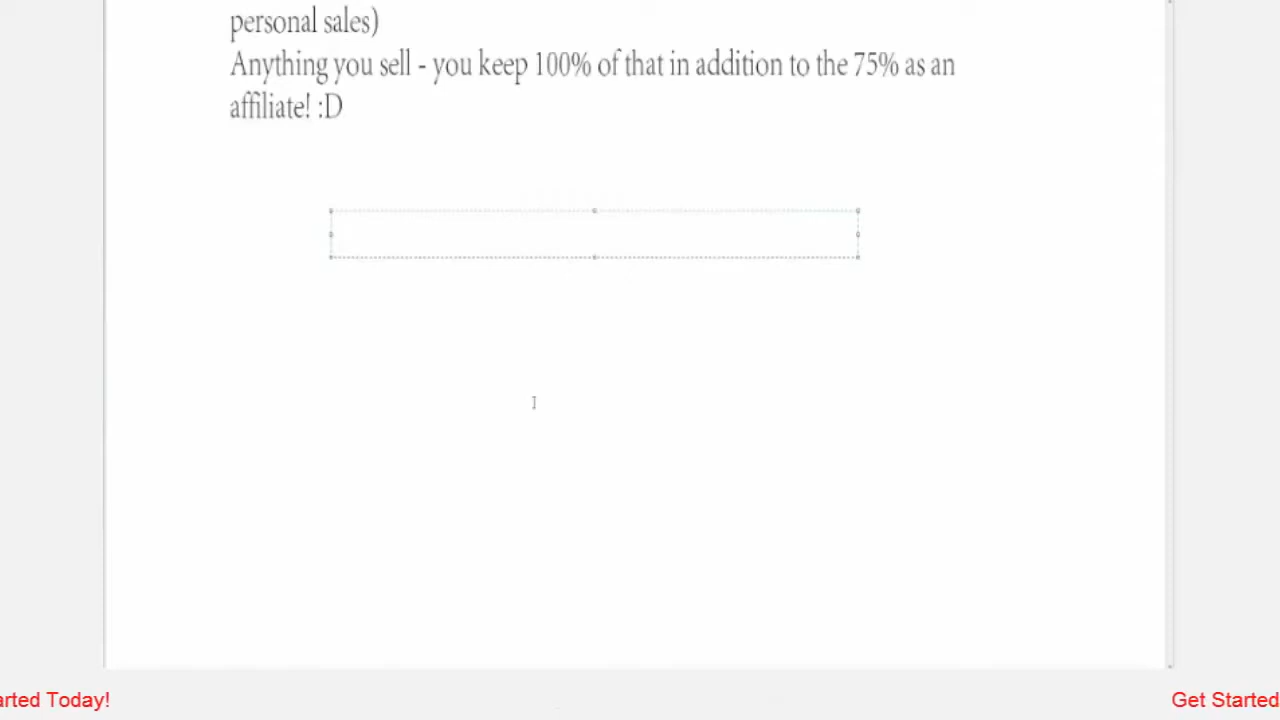 personal sales)
Anything you sell - you keep 100% of that in addition to the 75% as an
affiliate! :D
arted Today!
Get Started